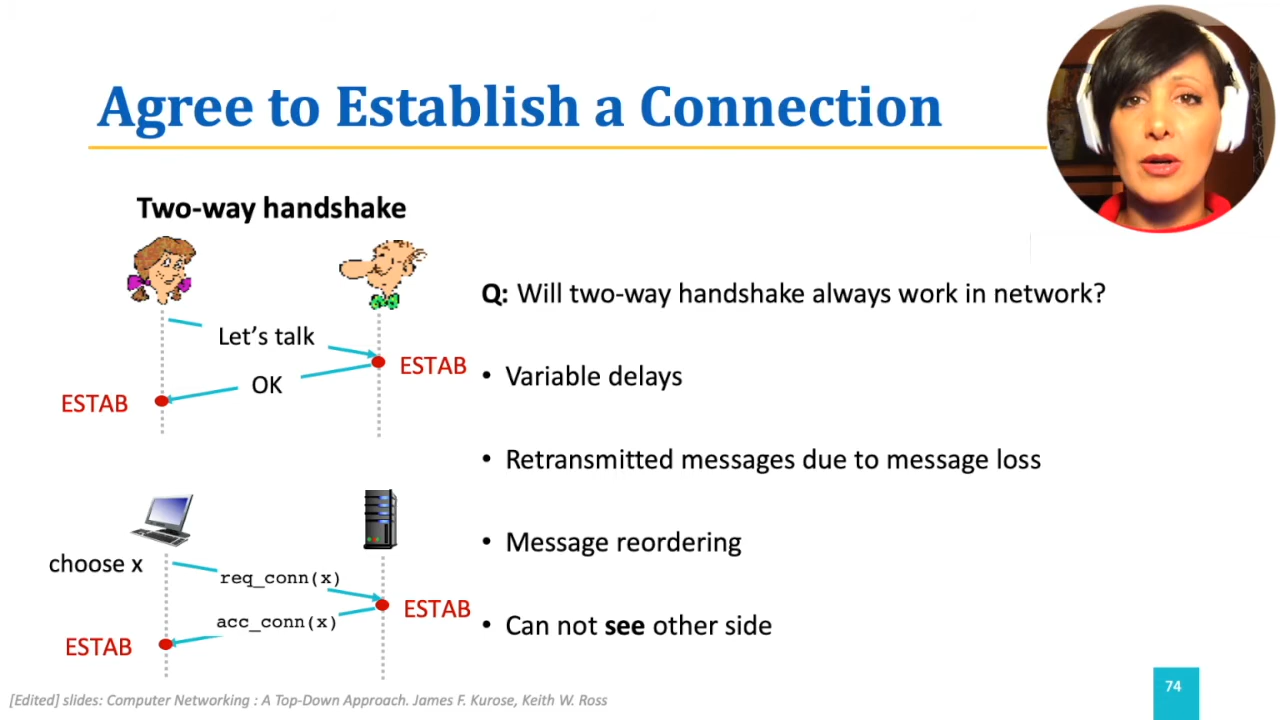 Agree to Establish a Connection
Two-way handshake
Let's talk
ESTAB
OK
ESTAB
choose x
req_conn(x)
ESTAB
acc_conn(x)
ESTAB
Q: Will two-way handshake always work in network?
• Variable delays
• Retransmitted messages due to message loss
• Message reordering
• Can not see other side
[Edited] slides: Computer Networking : A Top-Down Approach. James F. Kurose, Keith W. Ross
74